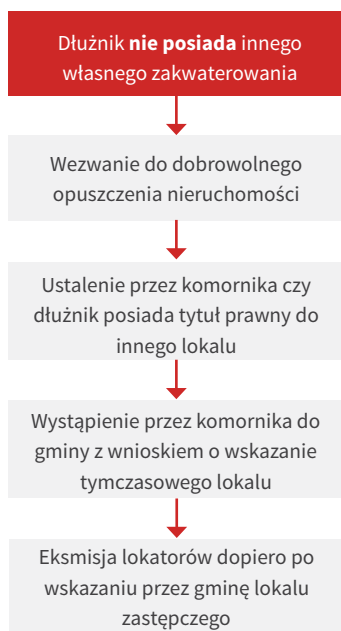 Dłużnik nie posiada innego
własnego zakwaterowania
Wezwanie do dobrowolnego
opuszczenia nieruchomości
Ustalenie przez komornika czy
dłużnik posiada tytuł prawny do
innego lokalu
Wystąpienie przez komornika do
gminy z wnioskiem o wskazanie
tymczasowego lokalu
Eksmisja lokatorów dopiero po
wskazaniu przez gminę lokalu
zastępczego